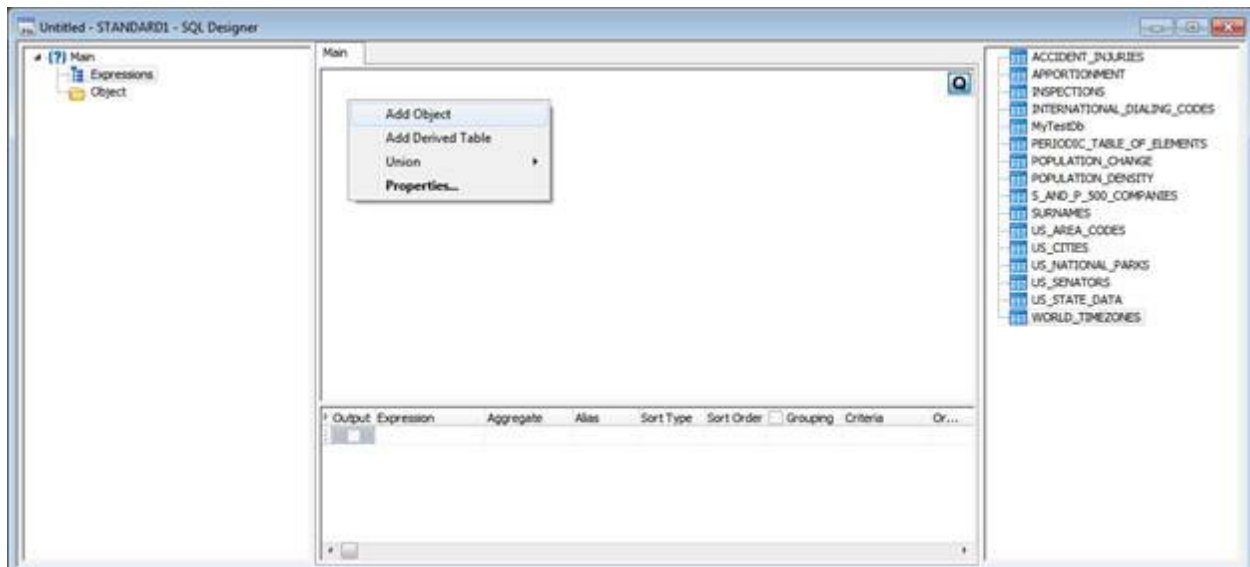 Untitled - STANDARD1 - SQL Designer
Main
Expressions
Object
Main
Add Object
Add Derived Table
Union
Properties...
Output Expression Aggregate Alias Sort Type Sort Order Grouping Criteria Or...
ACCIDENT_INJURIES
APPORTIONMENT
INSPECTIONS
INTERNATIONAL_DIALING_CODES
MyTestDb
PERIODIC_TABLE_OF_ELEMENTS
POPULATION_CHANGE
POPULATION_DENSITY
S_AND_P_500_COMPANIES
SURNAMES
US_AREA_CODES
US_CITIES
US_NATIONAL_PARKS
US_SENATORS
US_STATE_DATA
WORLD_TIMEZONES